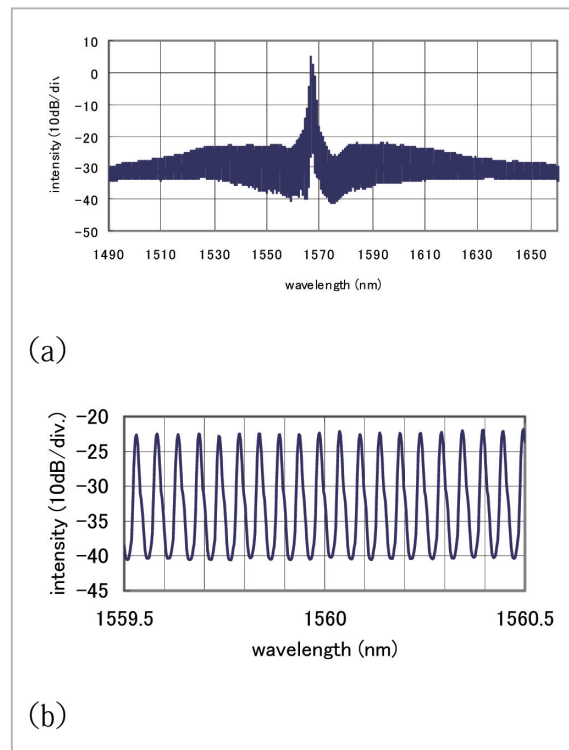 10
0
-10
-20
-30
-40
-50
intensity (10dB/div
1490 1510 1530 1550 1570 1590 1610 1630 1650
wavelength (nm)
(a)
-20
-25
-30
-35
-40
-45
intensity (10dB/div.)
1559.5 1560 1560.5
wavelength (nm)
(b)